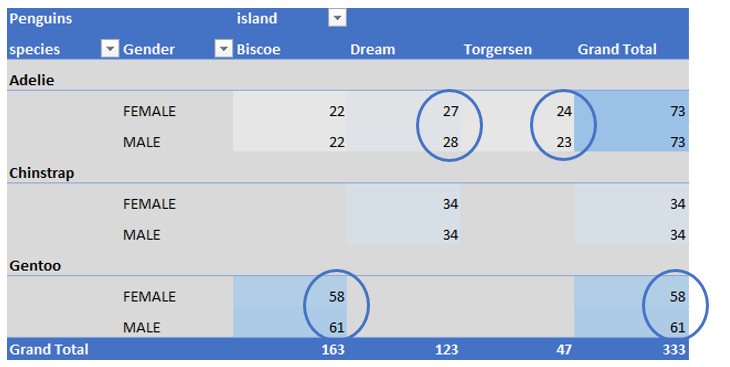 Penguins island
species Gender Biscoe Dream Torgersen Grand Total
Adelie
FEMALE 22 27 24 73
MALE 22 28 23 73
Chinstrap
FEMALE 34 34
MALE 34 34
Gentoo
FEMALE 58 58
MALE 61 61
Grand Total 163 123 47 333